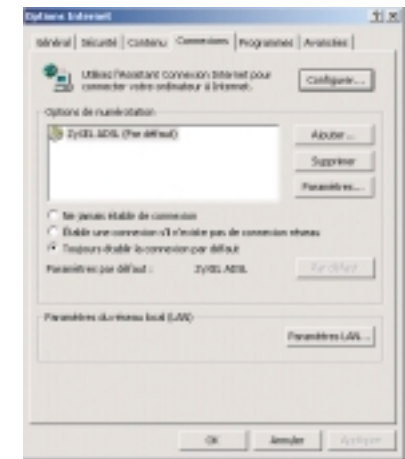 Options Internet
Général Sécurité Contenu Connexions Programmes Avancées
Utilisez l'Assistant Connexion Internet pour
connecter votre ordinateur à Internet.
Configurer...
Options de numérotation
ZyXEL ADSL (Par défaut)
Ajouter...
Supprimer
Paramètres...
Ne jamais établir de connexion
Établir une connexion s'il n'existe pas de connexion réseau
Toujours établir la connexion par défaut
Paramètres par défaut : ZyXEL ADSL
Par défaut
Paramètres du réseau local (LAN)
Paramètres LAN...
OK Annuler Appliquer